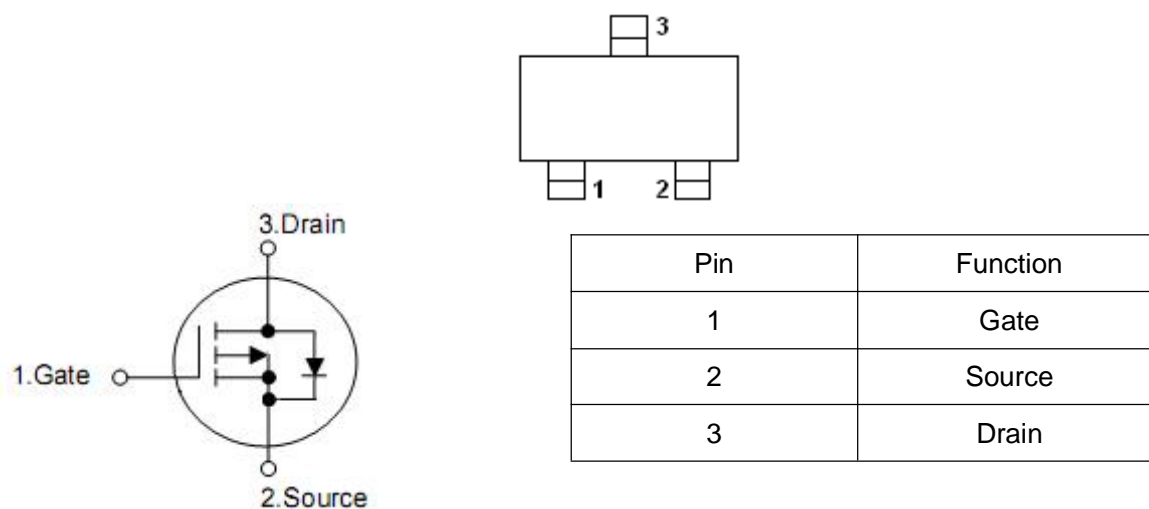 3
1 2
3.Drain
1.Gate
2.Source
Pin Function
1 Gate
2 Source
3 Drain